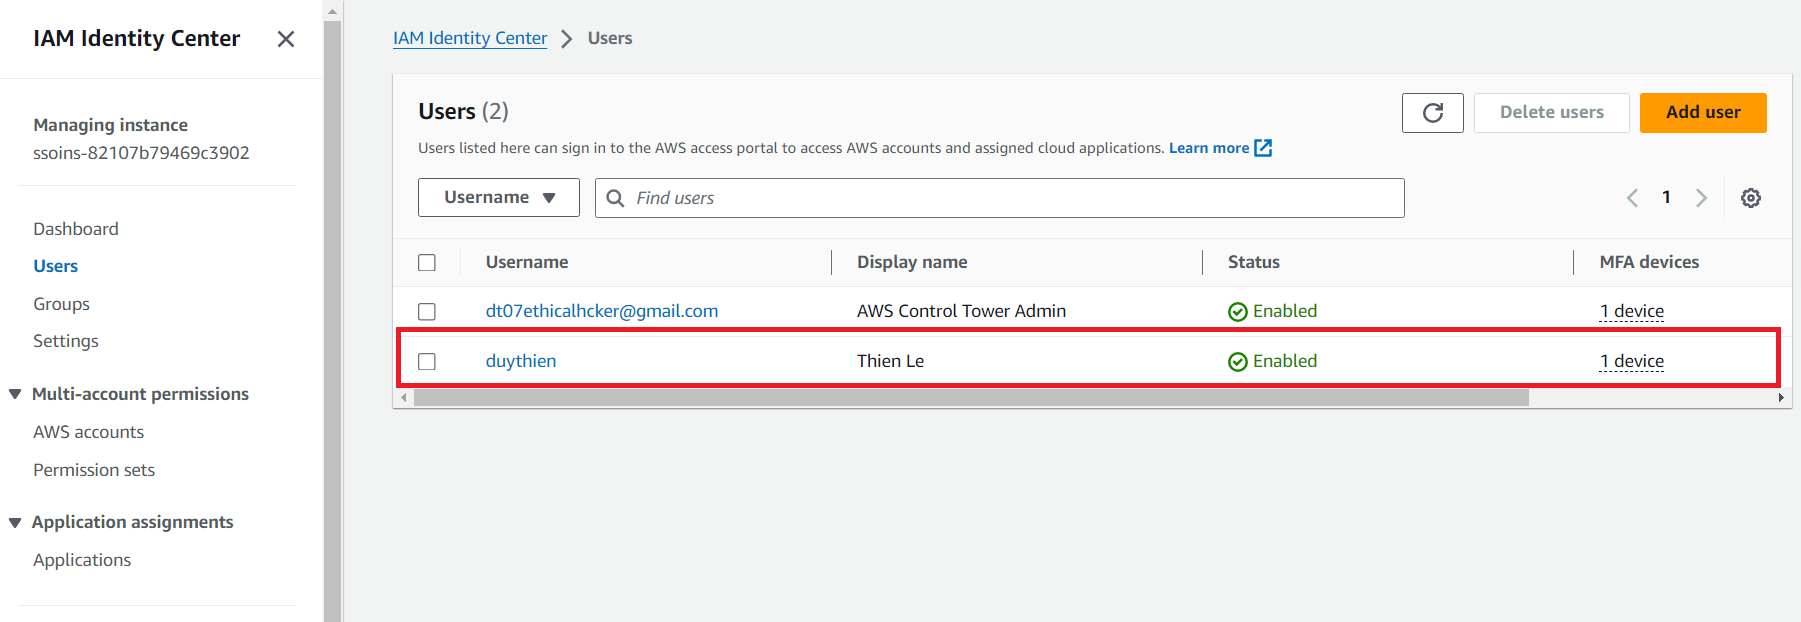 IAM Identity Center
Managing instance
ssoins-82107b79469c3902
Dashboard
Users
Groups
Settings
Multi-account permissions
AWS accounts
Permission sets
Application assignments
Applications
IAM Identity Center > Users
Users (2)
Delete users
Add user
Users listed here can sign in to the AWS access portal to access AWS accounts and assigned cloud applications. Learn more
Username
Find users
1
Username Display name Status MFA devices
dt07ethicalhcker@gmail.com AWS Control Tower Admin Enabled 1 device
duythien Thien Le Enabled 1 device